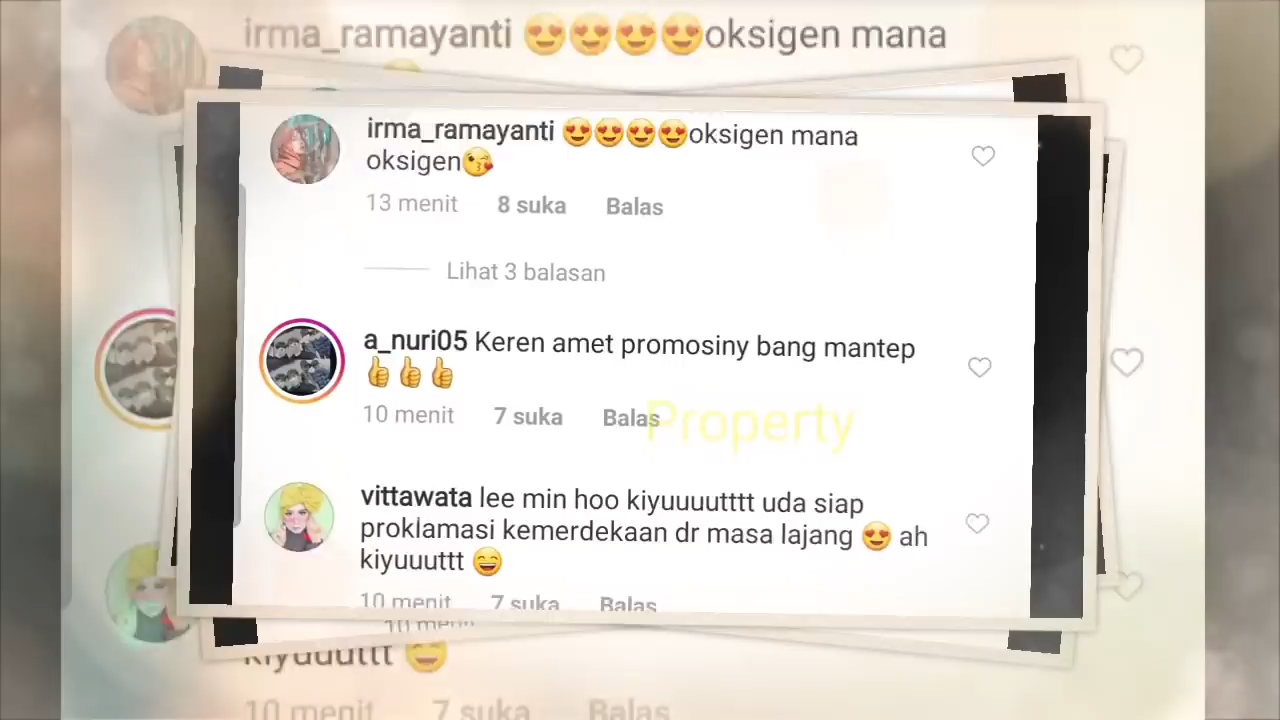 irma_ramayanti 😍😍😍😍oksigen mana
irma_ramayanti 😍😍😍😍oksigen mana
oksigen😘
13 menit 8 suka Balas
Lihat 3 balasan
a_nuri05 Keren amet promosiny bang mantep
👍👍👍
10 menit 7 suka Balas
Property
vittawata lee min hoo kiyuuuutttt uda siap
proklamasi kemerdekaan dr masa lajang 😍 ah
kiyuuuttt 😄
10 menit 7 suka Balas
10 menit
kiyuuuttt 😄
10 menit 7 suka Balas